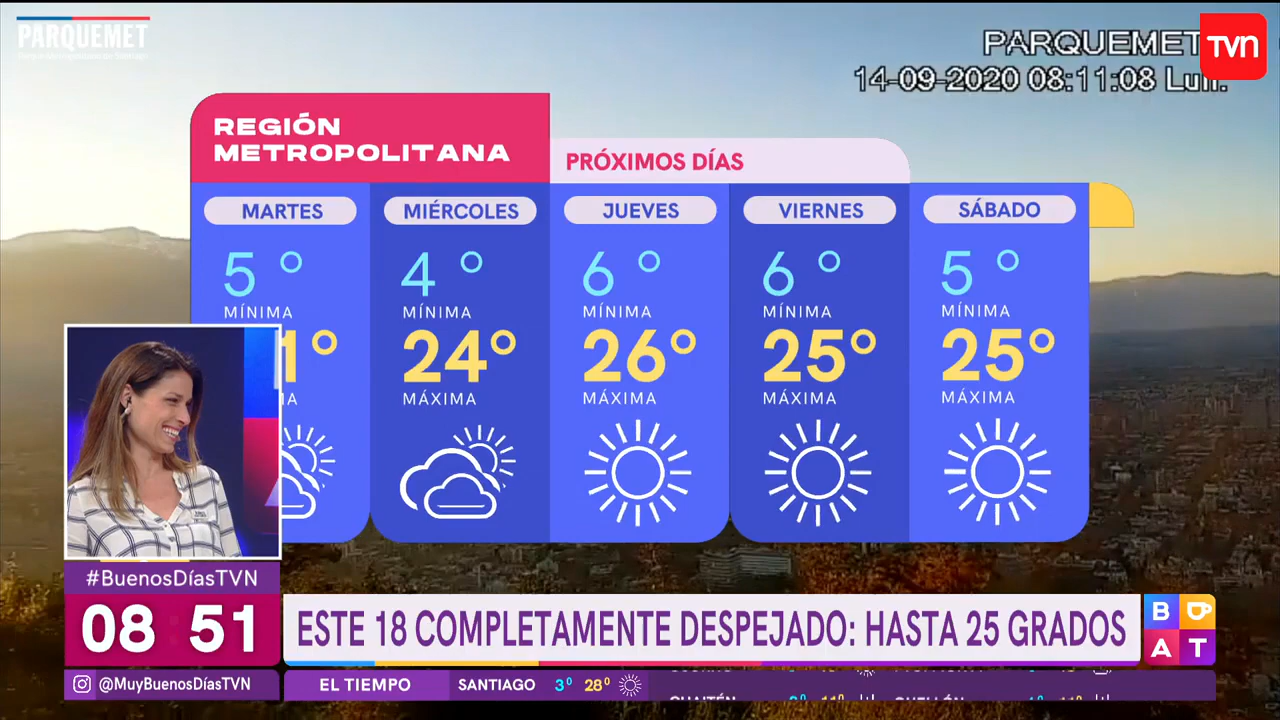 PARQUEMET
PARQUEMET
14-09-2020 08:11:08 Lun.
TVN
REGIÓN
METROPOLITANA
PRÓXIMOS DÍAS
MARTES
MIÉRCOLES
JUEVES
VIERNES
SÁBADO
5° 4° 6° 6° 5°
MÍNIMA MÍNIMA MÍNIMA MÍNIMA MÍNIMA
1° 24° 26° 25° 25°
MÁXIMA MÁXIMA MÁXIMA MÁXIMA
#BuenosDíasTVN
08 51
ESTE 18 COMPLETAMENTE DESPEJADO: HASTA 25 GRADOS
B D
A T
@MuyBuenosDíasTVN
EL TIEMPO
SANTIAGO 3° 28°